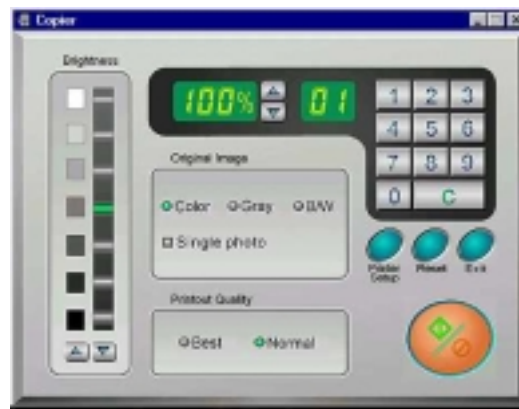 Copier
Brightness
100%
01
1 2 3
4 5 6
7 8 9
0 C
Original Image
Color Gray B/W
Single photo
Printer Setup
Reset
Exit
Printout Quality
Best Normal